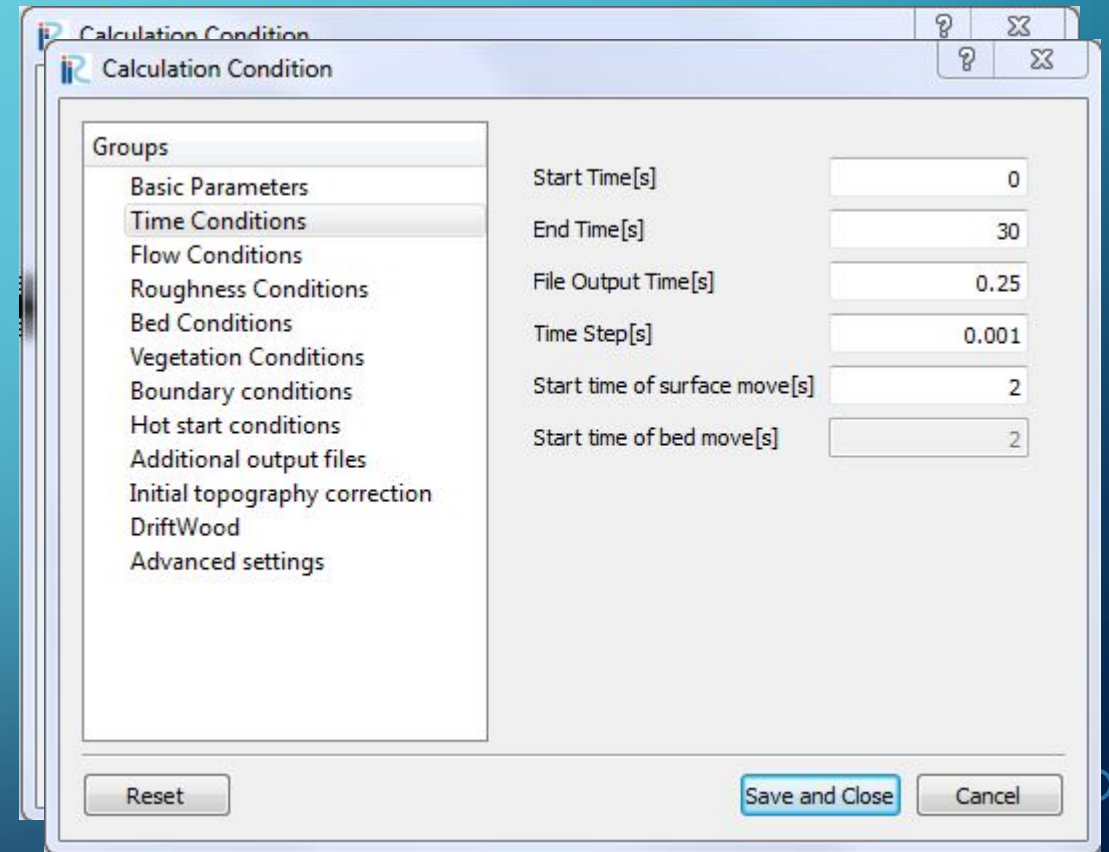 Calculation Condition
Calculation Condition
Groups
Basic Parameters
Time Conditions
Flow Conditions
Roughness Conditions
Bed Conditions
Vegetation Conditions
Boundary conditions
Hot start conditions
Additional output files
Initial topography correction
DriftWood
Advanced settings
Start Time[s] 0
End Time[s] 30
File Output Time[s] 0.25
Time Step[s] 0.001
Start time of surface move[s] 2
Start time of bed move[s] 2
Reset Save and Close Cancel